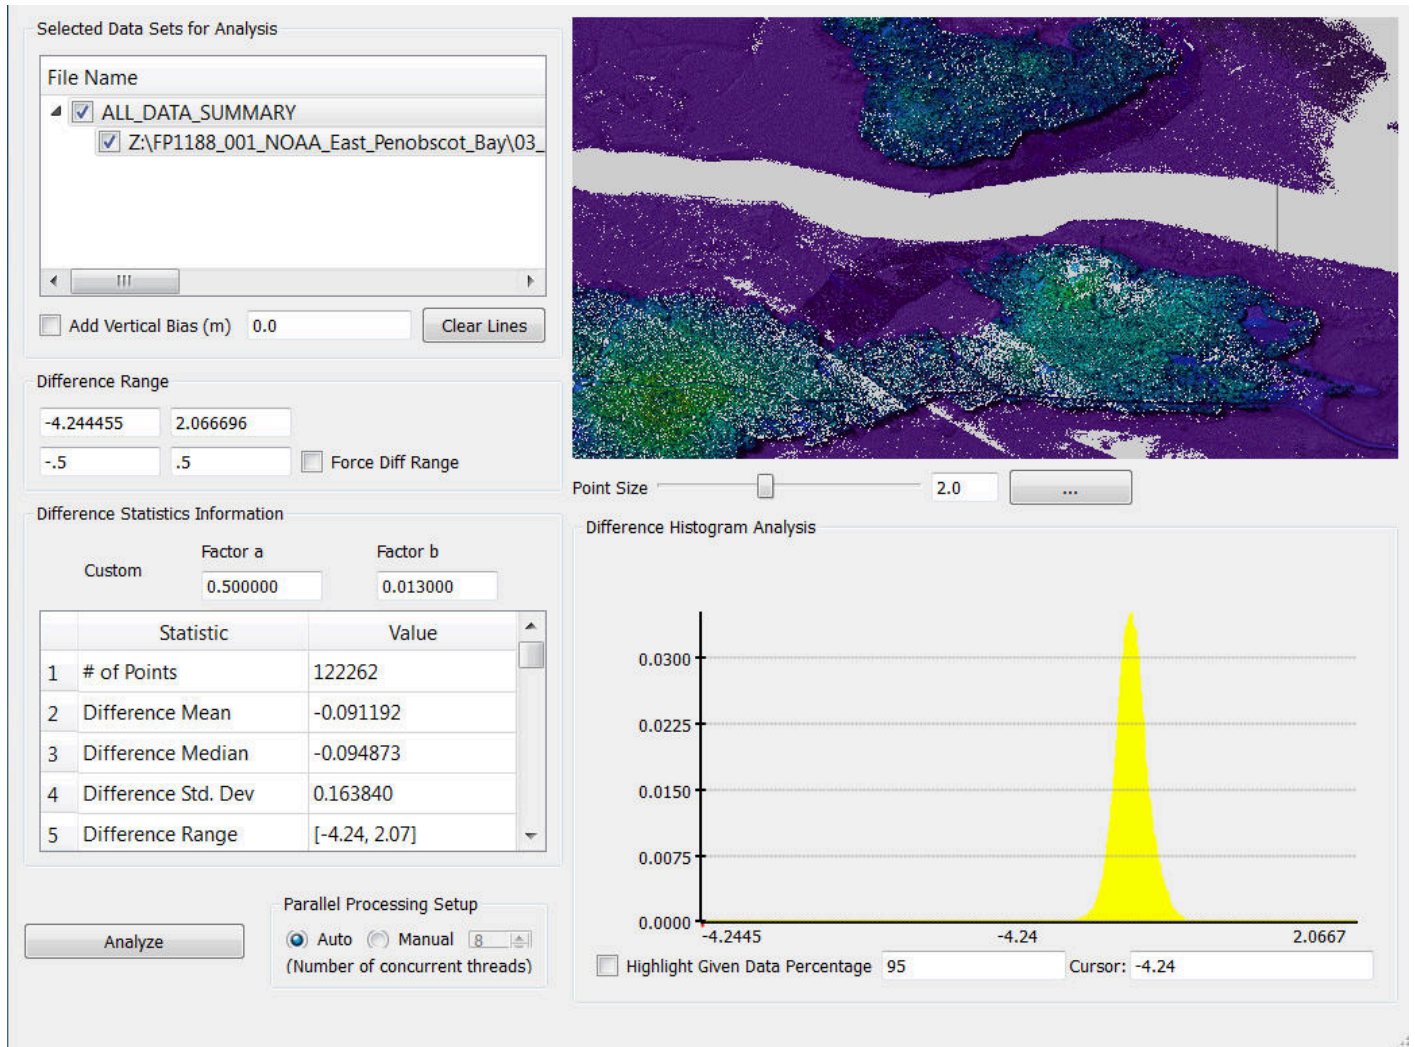 Selected Data Sets for Analysis
File Name
ALL_DATA_SUMMARY
Z:\FP1188_001_NOAA_East_Penobscot_Bay\03_
Add Vertical Bias (m) 0.0 Clear Lines
Difference Range
-4.244455 2.066696
-.5 .5 Force Diff Range
Difference Statistics Information
Factor a Factor b
Custom 0.500000 0.013000
Statistic Value
1 # of Points 122262
2 Difference Mean -0.091192
3 Difference Median -0.094873
4 Difference Std. Dev 0.163840
5 Difference Range [-4.24, 2.07]
Analyze
Parallel Processing Setup
Auto Manual 8
(Number of concurrent threads)
Point Size 2.0 ...
Difference Histogram Analysis
0.0300
0.0225
0.0150
0.0075
0.0000
-4.2445 -4.24 2.0667
Highlight Given Data Percentage 95 Cursor: -4.24